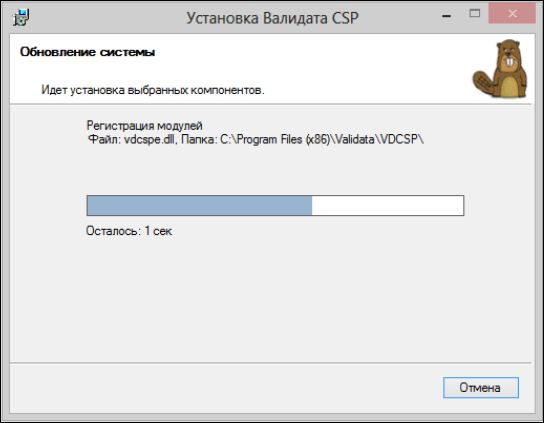 Установка Валидата CSP
Обновление системы
Идет установка выбранных компонентов.
Регистрация модулей
Файл: vdcspe.dll, Папка: C:\Program Files (x86)\Validata\VDCSP\
Осталось: 1 сек
Отмена